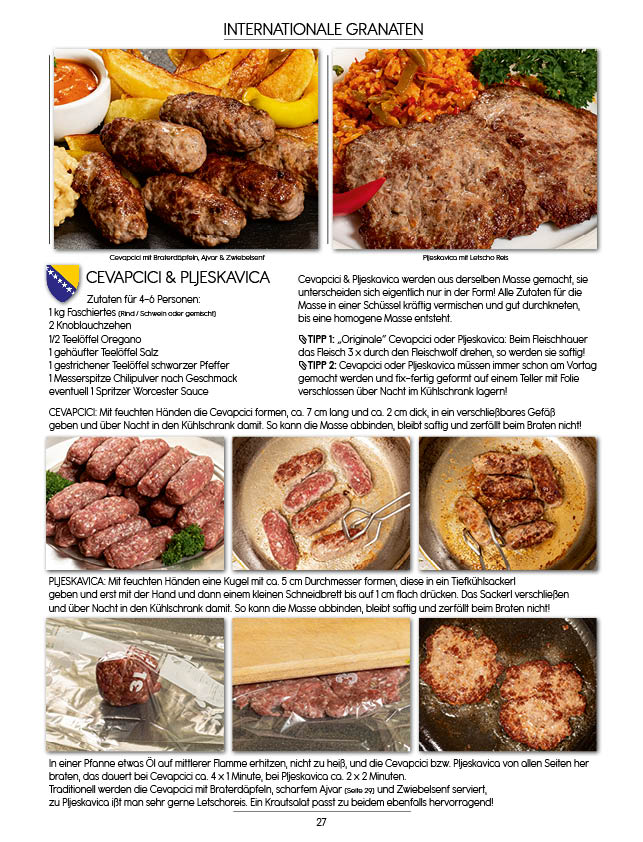 INTERNATIONALE GRANATEN
Cevapcici mit Braterdäpfeln, Ajvar & Zwiebelsenf
Pljeskavica mit Letscho Reis
CEVAPCICI & PLJESKAVICA
Zutaten für 4–6 Personen:
1 kg Faschiertes (Rind / Schwein oder gemischt)
2 Knoblauchzehen
1/2 Teelöffel Oregano
1 gehäufter Teelöffel Salz
1 gestrichener Teelöffel schwarzer Pfeffer
1 Messerspitze Chilipulver nach Geschmack
eventuell 1 Spritzer Worcester Sauce
Cevapcici & Pljeskavica werden aus derselben Masse gemacht, sie
unterscheiden sich eigentlich nur in der Form! Alle Zutaten für die
Masse in einer Schüssel kräftig vermischen und gut durchkneten,
bis eine homogene Masse entsteht.
TIPP 1: „Originale" Cevapcici oder Pljeskavica: Beim Fleischhauer
das Fleisch 3 x durch den Fleischwolf drehen, so werden sie saftig!
TIPP 2: Cevapcici oder Pljeskavica müssen immer schon am Vortag
gemacht werden und fix-fertig geformt auf einem Teller mit Folie
verschlossen über Nacht im Kühlschrank lagern!
CEVAPCICI: Mit feuchten Händen die Cevapcici formen, ca. 7 cm lang und ca. 2 cm dick, in ein verschließbares Gefäß
geben und über Nacht in den Kühlschrank damit. So kann die Masse abbinden, bleibt saftig und zerfällt beim Braten nicht!
PLJESKAVICA: Mit feuchten Händen eine Kugel mit ca. 5 cm Durchmesser formen, diese in ein Tiefkühlsackerl
geben und erst mit der Hand und dann einem kleinen Schneidbrett bis auf 1 cm flach drücken. Das Sackerl verschließen
und über Nacht in den Kühlschrank damit. So kann die Masse abbinden, bleibt saftig und zerfällt beim Braten nicht!
In einer Pfanne etwas Öl auf mittlerer Flamme erhitzen, nicht zu heiß, und die Cevapcici bzw. Pljeskavica von allen Seiten her
braten, das dauert bei Cevapcici ca. 4 x 1 Minute, bei Pljeskavica ca. 2 x 2 Minuten.
Traditionell werden die Cevapcici mit Braterdäpfeln, scharfem Ajvar (Seite 29) und Zwiebelsenf serviert,
zu Pljeskavica ißt man sehr gerne Letschoreis. Ein Krautsalat paßt zu beidem ebenfalls hervorragend!
27